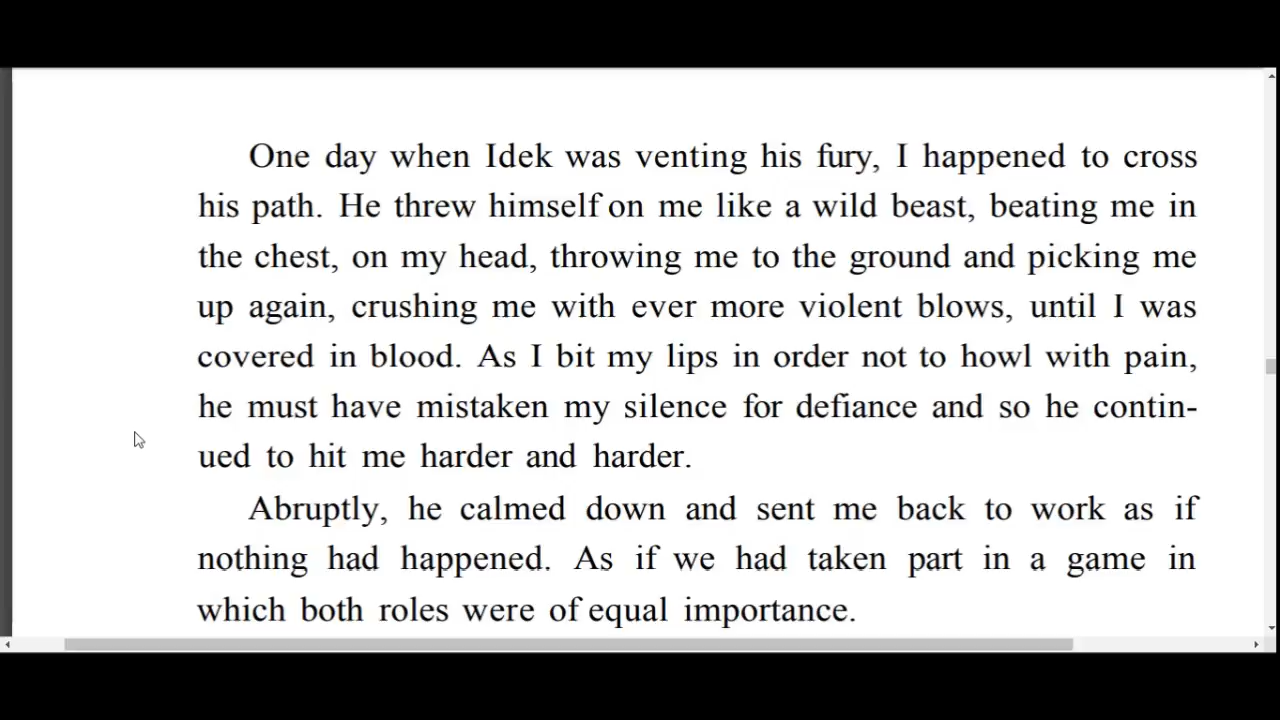 One day when Idek was venting his fury, I happened to cross
his path. He threw himself on me like a wild beast, beating me in
the chest, on my head, throwing me to the ground and picking me
up again, crushing me with ever more violent blows, until I was
covered in blood. As I bit my lips in order not to howl with pain,
he must have mistaken my silence for defiance and so he contin-
ued to hit me harder and harder.
Abruptly, he calmed down and sent me back to work as if
nothing had happened. As if we had taken part in a game in
which both roles were of equal importance.